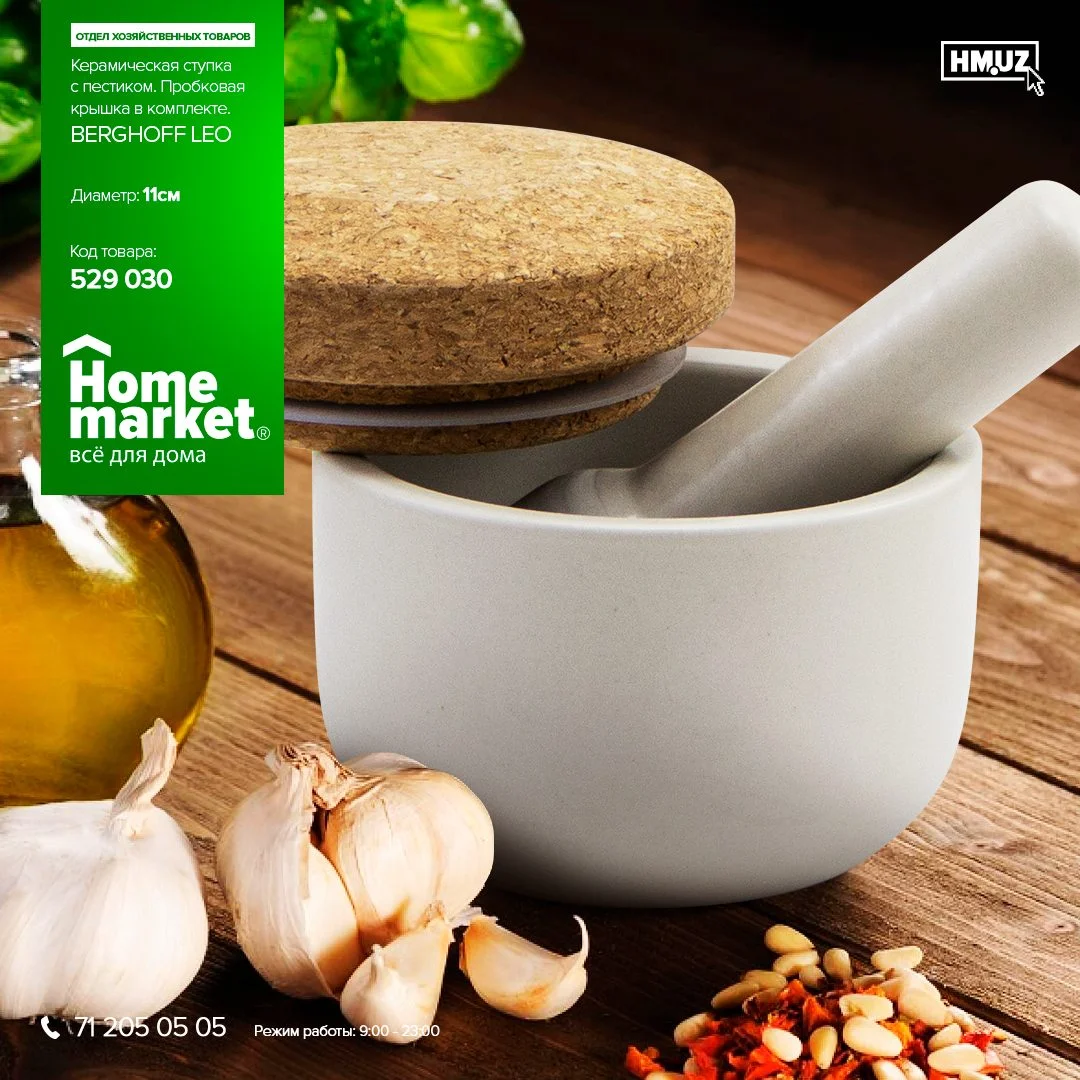 ОТДЕЛ ХОЗЯЙСТВЕННЫХ ТОВАРОВ
Керамическая ступка
с пестиком. Пробковая
крышка в комплекте.
BERGHOFF LEO
Диаметр: 11см
Код товара:
529 030
Home
market®
всё для дома
HM.UZ
71 205 05 05
Режим работы: 9:00 - 23:00